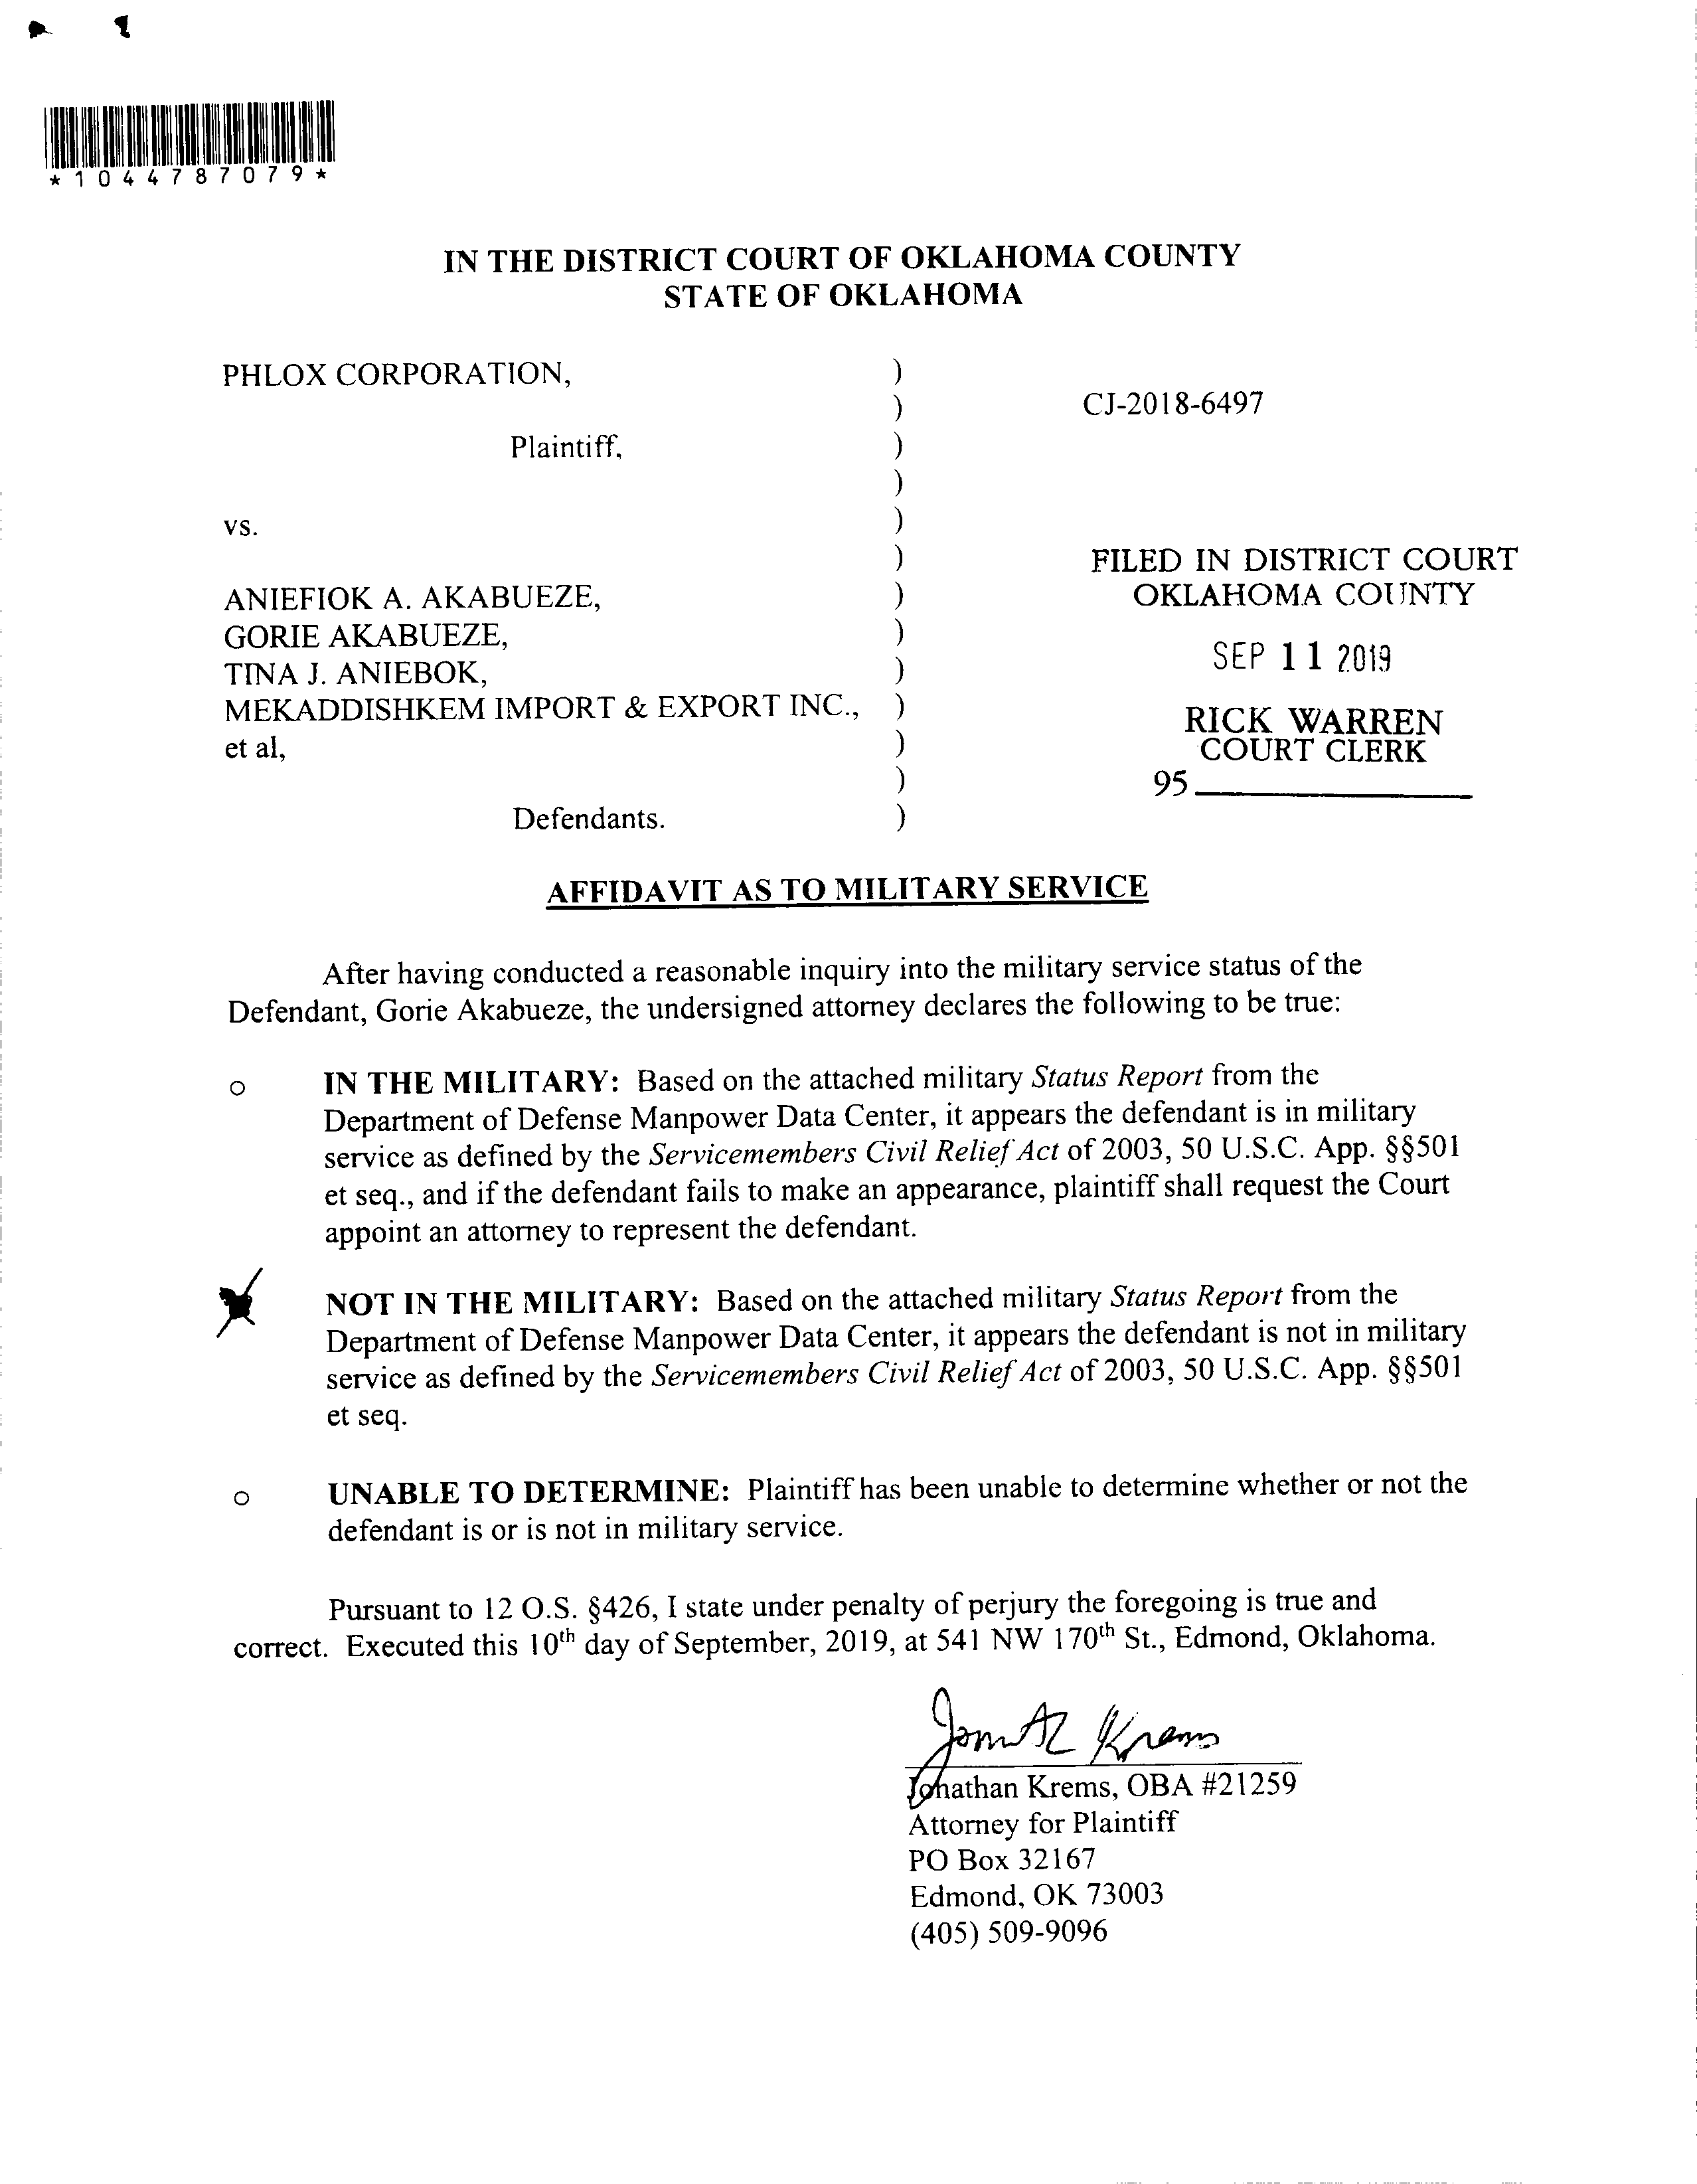 *1044787079*
IN THE DISTRICT COURT OF OKLAHOMA COUNTY
STATE OF OKLAHOMA
PHLOX CORPORATION, )
) CJ-2018-6497
Plaintiff, )
)
vs. )
) FILED IN DISTRICT COURT
ANIEFIOK A. AKABUEZE, ) OKLAHOMA COUNTY
GORIE AKABUEZE, )
TINA J. ANIEBOK, ) SEP 11 2019
MEKADDISHKEM IMPORT & EXPORT INC., ) RICK WARREN
et al, ) COURT CLERK
) 95
Defendants. )
AFFIDAVIT AS TO MILITARY SERVICE
After having conducted a reasonable inquiry into the military service status of the
Defendant, Gorie Akabueze, the undersigned attorney declares the following to be true:
o IN THE MILITARY: Based on the attached military Status Report from the
Department of Defense Manpower Data Center, it appears the defendant is in military
service as defined by the Servicemembers Civil Relief Act of 2003, 50 U.S.C. App. §§501
et seq., and if the defendant fails to make an appearance, plaintiff shall request the Court
appoint an attorney to represent the defendant.
NOT IN THE MILITARY: Based on the attached military Status Report from the
Department of Defense Manpower Data Center, it appears the defendant is not in military
service as defined by the Servicemembers Civil Relief Act of 2003, 50 U.S.C. App. §§501
et seq.
o UNABLE TO DETERMINE: Plaintiff has been unable to determine whether or not the
defendant is or is not in military service.
Pursuant to 12 O.S. §426, I state under penalty of perjury the foregoing is true and
correct. Executed this 10th day of September, 2019, at 541 NW 170th St., Edmond, Oklahoma.
Jonathan Krems, OBA #21259
Attorney for Plaintiff
PO Box 32167
Edmond, OK 73003
(405) 509-9096